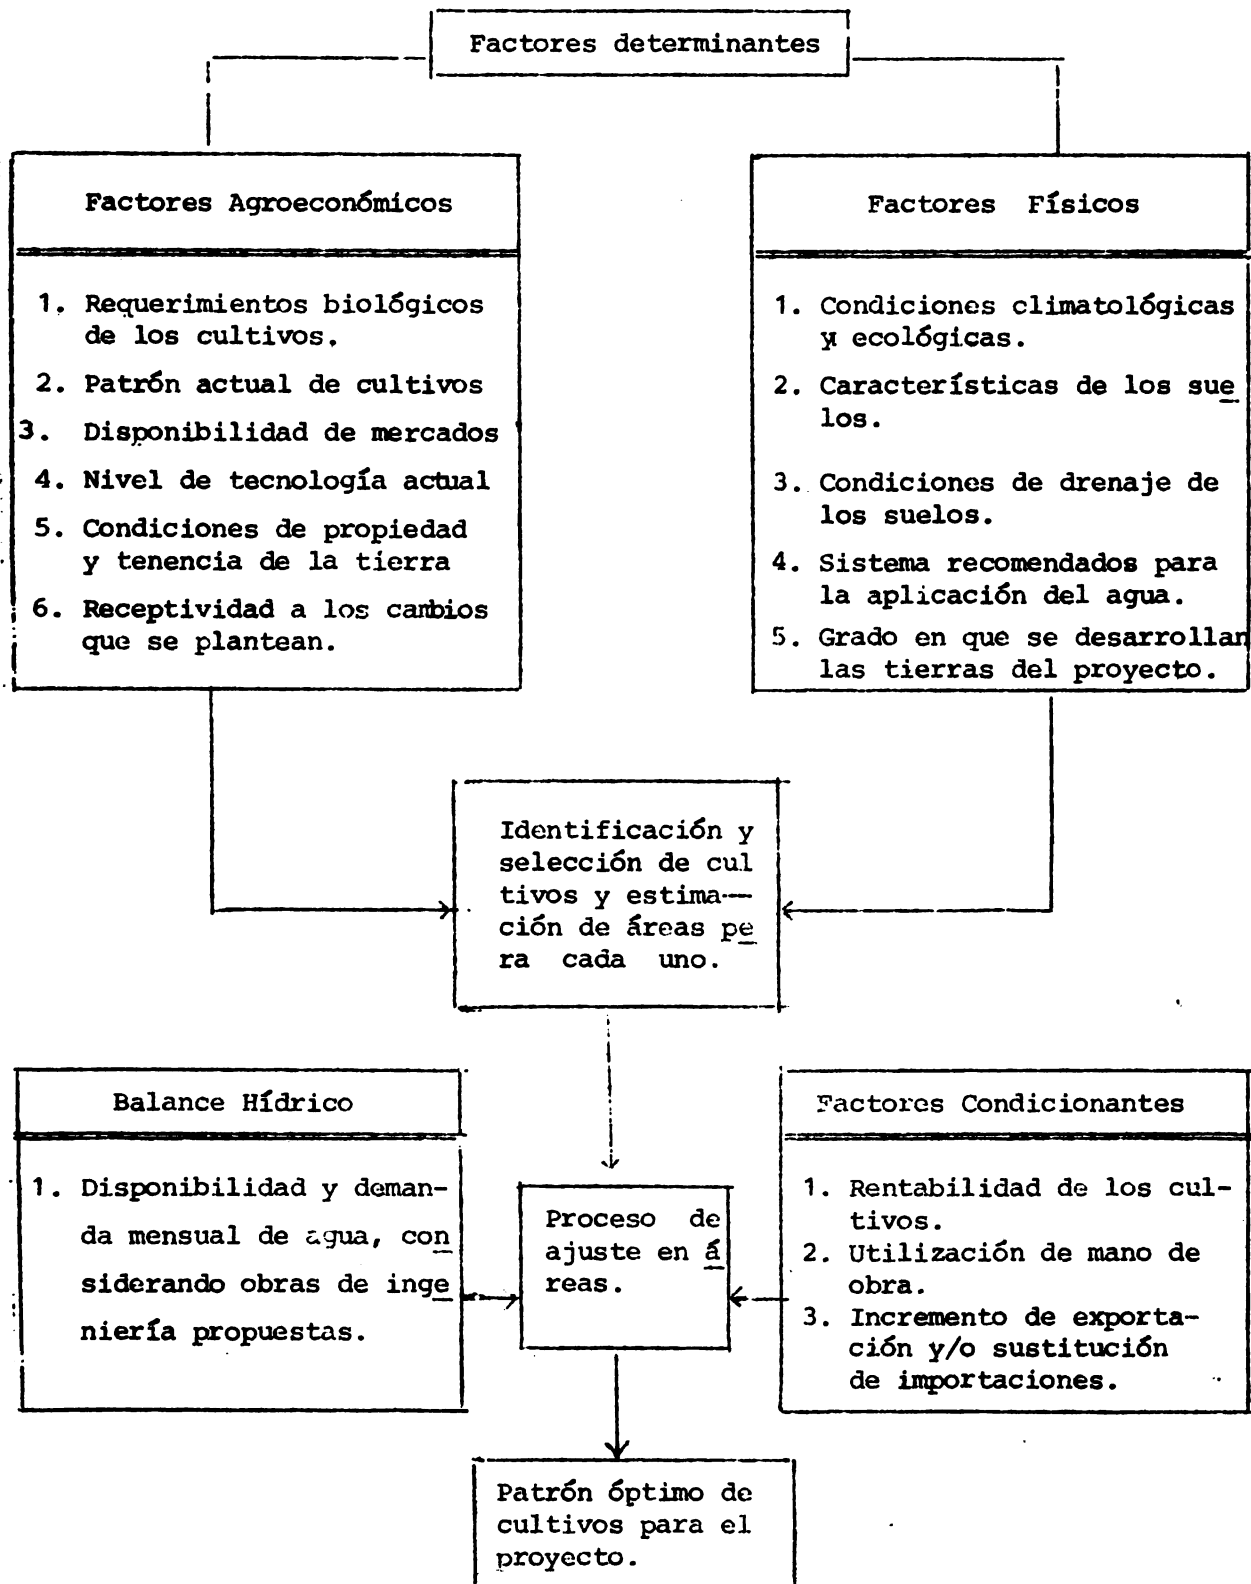 Factores determinantes
Factores Agroeconómicos
1. Requerimientos biológicos
de los cultivos.
2. Patrón actual de cultivos
3. Disponibilidad de mercados
4. Nivel de tecnología actual
5. Condiciones de propiedad
y tenencia de la tierra
6. Receptividad a los cambios
que se plantean.
Factores Físicos
1. Condiciones climatológicas
y ecológicas.
2. Características de los sue
los.
3. Condiciones de drenaje de
los suelos.
4. Sistema recomendados para
la aplicación del agua.
5. Grado en que se desarrollan
las tierras del proyecto.
Identificación y
selección de cul
tivos y estima-
ción de áreas pe
ra cada uno.
Balance Hídrico
1. Disponibilidad y deman-
da mensual de agua, con
siderando obras de inge
niería propuestas.
Proceso de
ajuste en á
reas.
Factores Condicionantes
1. Rentabilidad de los cul-
tivos.
2. Utilización de mano de
obra.
3. Incremento de exporta-
ción y/o sustitución
de importaciones.
Patrón óptimo de
cultivos para el
proyecto.